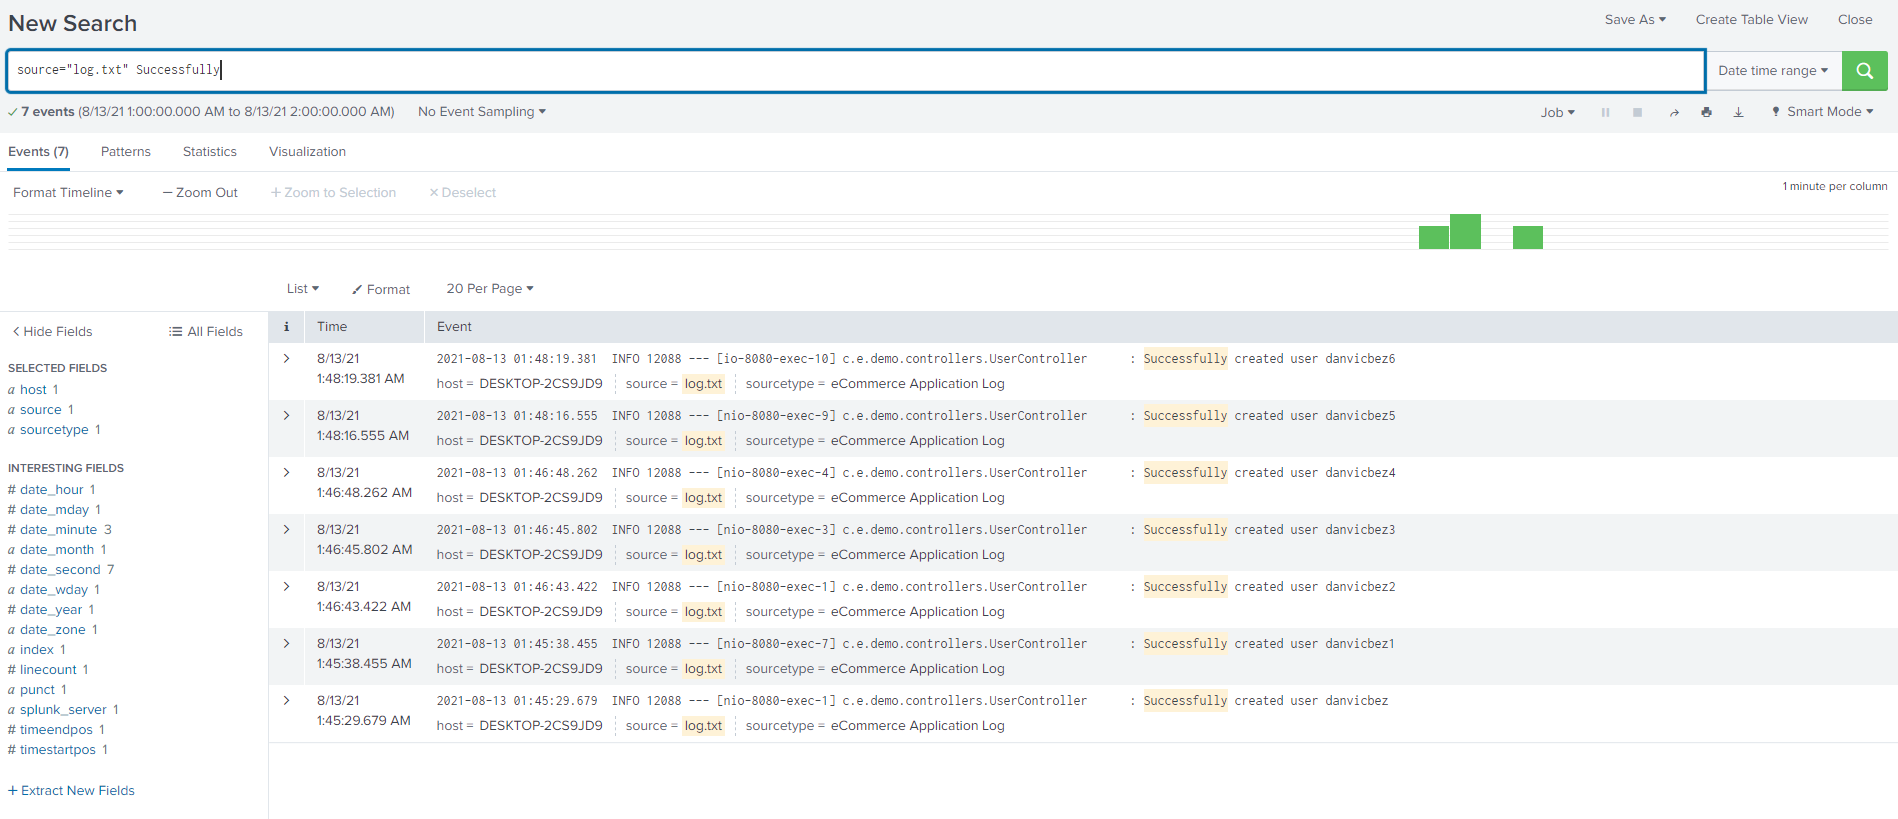 New Search
Save As Create Table View Close
source="log.txt" Successfully
Date time range
7 events (8/13/21 1:00:00.000 AM to 8/13/21 2:00:00.000 AM) No Event Sampling
Job Smart Mode
Events (7) Patterns Statistics Visualization
Format Timeline — Zoom Out + Zoom to Selection × Deselect
1 minute per column
List Format 20 Per Page
< Hide Fields All Fields
SELECTED FIELDS
a host 1
a source 1
a sourcetype 1
INTERESTING FIELDS
# date_hour 1
# date_mday 1
# date_minute 3
a date_month 1
# date_second 7
a date_wday 1
# date_year 1
a date_zone 1
a index 1
# linecount 1
a punct 1
a splunk_server 1
# timeendpos 1
# timestartpos 1
+ Extract New Fields
i Time Event
8/13/21 2021-08-13 01:48:19.381 INFO 12088 --- [io-8080-exec-10] c.e.demo.controllers.UserController : Successfully created user danvicbez6
1:48:19.381 AM host = DESKTOP-2CS9JD9 source = log.txt sourcetype = eCommerce Application Log
8/13/21 2021-08-13 01:48:16.555 INFO 12088 --- [nio-8080-exec-9] c.e.demo.controllers.UserController : Successfully created user danvicbez5
1:48:16.555 AM host = DESKTOP-2CS9JD9 source = log.txt sourcetype = eCommerce Application Log
8/13/21 2021-08-13 01:46:48.262 INFO 12088 --- [nio-8080-exec-4] c.e.demo.controllers.UserController : Successfully created user danvicbez4
1:46:48.262 AM host = DESKTOP-2CS9JD9 source = log.txt sourcetype = eCommerce Application Log
8/13/21 2021-08-13 01:46:45.802 INFO 12088 --- [nio-8080-exec-3] c.e.demo.controllers.UserController : Successfully created user danvicbez3
1:46:45.802 AM host = DESKTOP-2CS9JD9 source = log.txt sourcetype = eCommerce Application Log
8/13/21 2021-08-13 01:46:43.422 INFO 12088 --- [nio-8080-exec-1] c.e.demo.controllers.UserController : Successfully created user danvicbez2
1:46:43.422 AM host = DESKTOP-2CS9JD9 source = log.txt sourcetype = eCommerce Application Log
8/13/21 2021-08-13 01:45:38.455 INFO 12088 --- [nio-8080-exec-7] c.e.demo.controllers.UserController : Successfully created user danvicbez1
1:45:38.455 AM host = DESKTOP-2CS9JD9 source = log.txt sourcetype = eCommerce Application Log
8/13/21 2021-08-13 01:45:29.679 INFO 12088 --- [nio-8080-exec-1] c.e.demo.controllers.UserController : Successfully created user danvicbez
1:45:29.679 AM host = DESKTOP-2CS9JD9 source = log.txt sourcetype = eCommerce Application Log